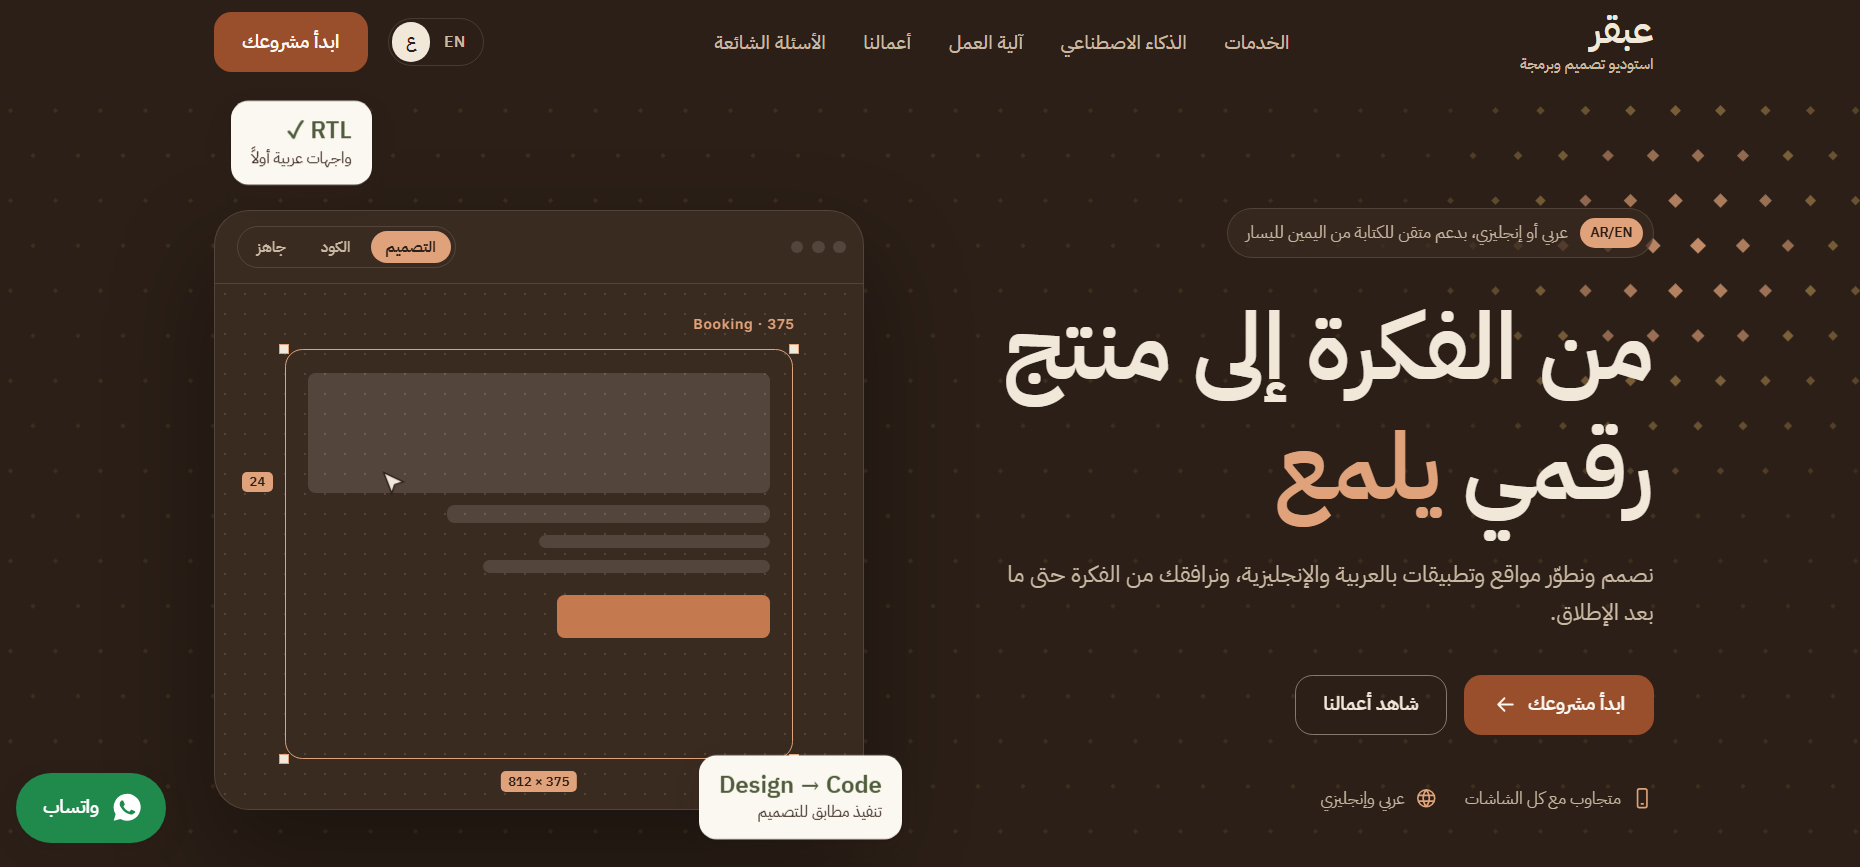 عبقر
استوديو تصميم وبرمجة
الخدمات
الذكاء الاصطناعي
آلية العمل
أعمالنا
الأسئلة الشائعة
EN
ع
ابدأ مشروعك
AR/EN
عربي أو إنجليزي، بدعم متقن للكتابة من اليمين لليسار
من الفكرة إلى منتج
رقمي يلمع
نصمم ونطوّر مواقع وتطبيقات بالعربية والإنجليزية، ونرافقك من الفكرة حتى ما
بعد الإطلاق.
ابدأ مشروعك ←
شاهد أعمالنا
متجاوب مع كل الشاشات
عربي وإنجليزي
RTL ✓
واجهات عربية أولاً
التصميم
الكود
جاهز
Booking · 375
24
812 × 375
Design → Code
تنفيذ مطابق للتصميم
واتساب